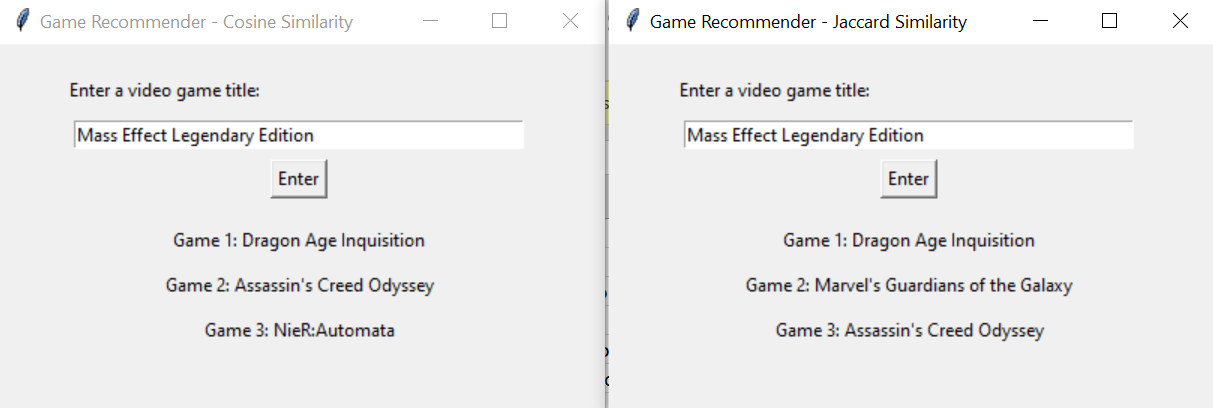 Game Recommender - Cosine Similarity
Enter a video game title:
Mass Effect Legendary Edition
Enter
Game 1: Dragon Age Inquisition
Game 2: Assassin's Creed Odyssey
Game 3: NieR:Automata
Game Recommender - Jaccard Similarity
Enter a video game title:
Mass Effect Legendary Edition
Enter
Game 1: Dragon Age Inquisition
Game 2: Marvel's Guardians of the Galaxy
Game 3: Assassin's Creed Odyssey